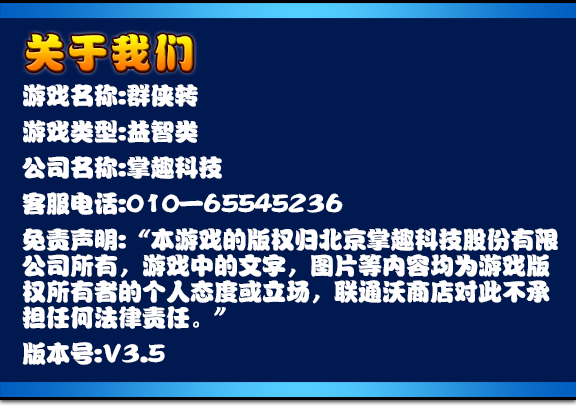 关于我们
游戏名称:群侠转
游戏类型:益智类
公司名称:掌趣科技
客服电话:010—65545236
免责声明:“本游戏的版权归北京掌趣科技股份有限
公司所有，游戏中的文字，图片等内容均为游戏版
权所有者的个人态度或立场，联通沃商店对此不承
担任何法律责任。”
版本号:V3.5